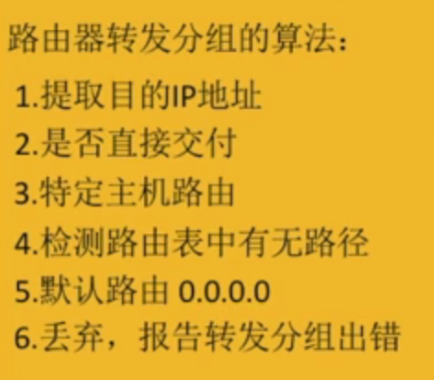 路由器转发分组的算法：
1.提取目的IP地址
2.是否直接交付
3.特定主机路由
4.检测路由表中有无路径
5.默认路由 0.0.0.0
6.丢弃，报告转发分组出错